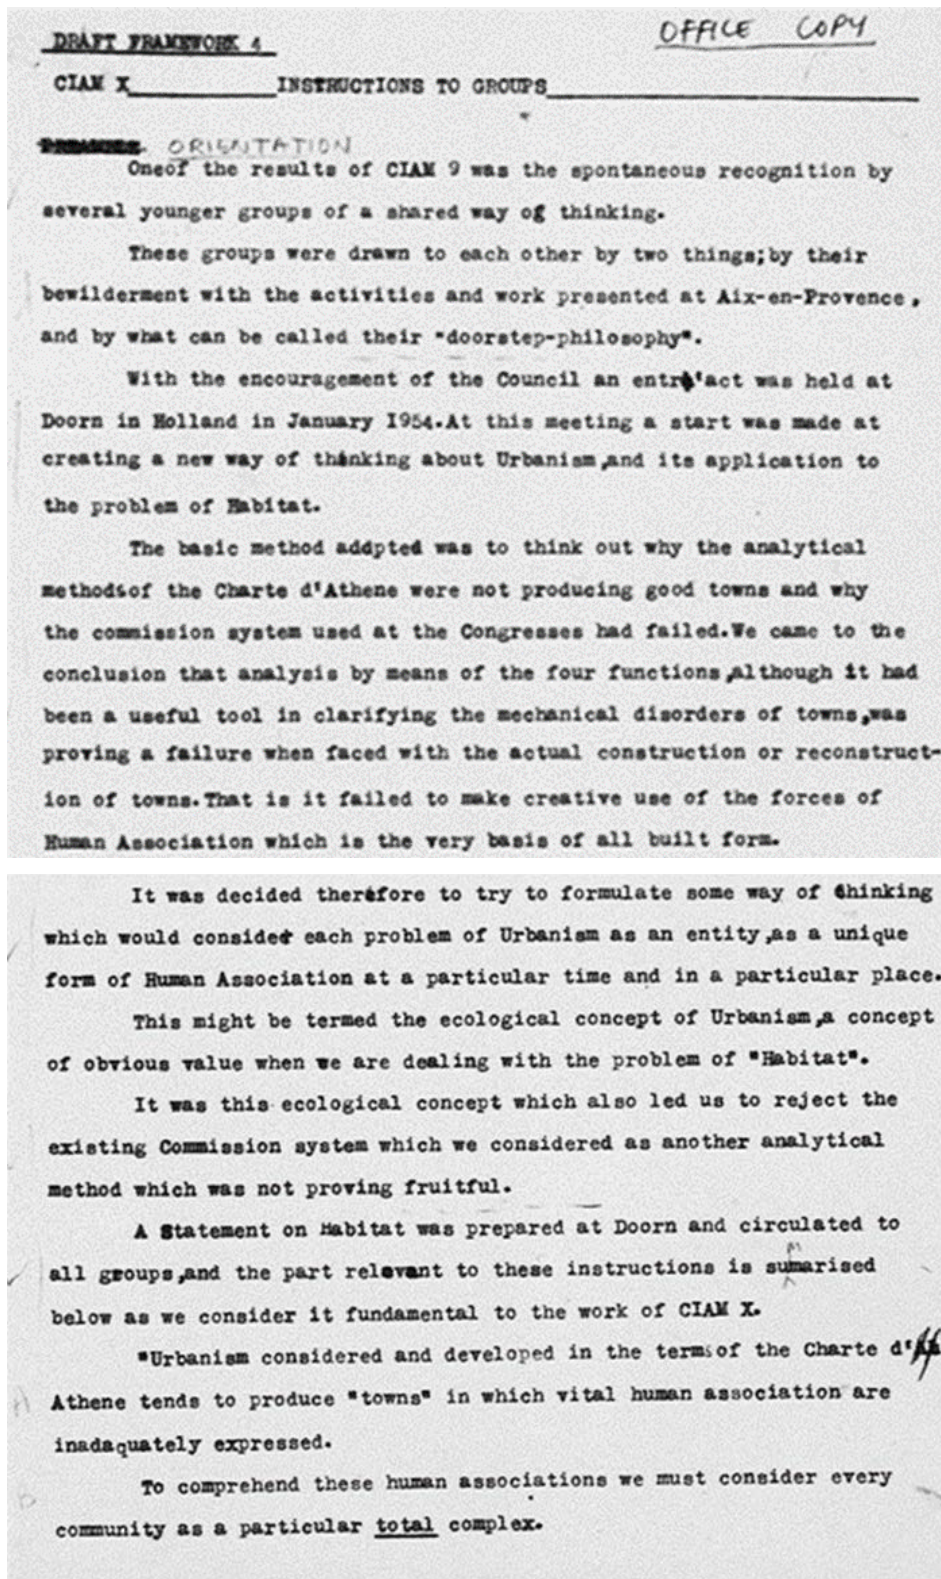 OFFICE COPY
DRAFT FRAMEWORK 4
CIAM X INSTRUCTIONS TO GROUPS
ORIENTATION
Oneof the results of CIAM 9 was the spontaneous recognition by
several younger groups of a shared way of thinking.
These groups were drawn to each other by two things;by their
bewilderment with the activities and work presented at Aix-en-Provence,
and by what can be called their "doorstep-philosophy".
With the encouragement of the Council an entr'act was held at
Doorn in Holland in January 1954.At this meeting a start was made at
creating a new way of thinking about Urbanism,and its application to
the problem of Habitat.
The basic method addpted was to think out why the analytical
methodsof the Charte d'Athene were not producing good towns and why
the commission system used at the Congresses had failed.We came to the
conclusion that analysis by means of the four functions,although it had
been a useful tool in clarifying the mechanical disorders of towns,was
proving a failure when faced with the actual construction or reconstruct-
ion of towns.That is it failed to make creative use of the forces of
Human Association which is the very basis of all built form.
It was decided therefore to try to formulate some way of thinking
which would consider each problem of Urbanism as an entity,as a unique
form of Human Association at a particular time and in a particular place.
This might be termed the ecological concept of Urbanism,a concept
of obvious value when we are dealing with the problem of "Habitat".
It was this ecological concept which also led us to reject the
existing Commission system which we considered as another analytical
method which was not proving fruitful.
A Statement on Habitat was prepared at Doorn and circulated to
all groups,and the part relevant to these instructions is summarised
below as we consider it fundamental to the work of CIAM X.
"Urbanism considered and developed in the termsof the Charte d'
Athene tends to produce "towns" in which vital human association are
inadaquately expressed.
To comprehend these human associations we must consider every
community as a particular total complex.